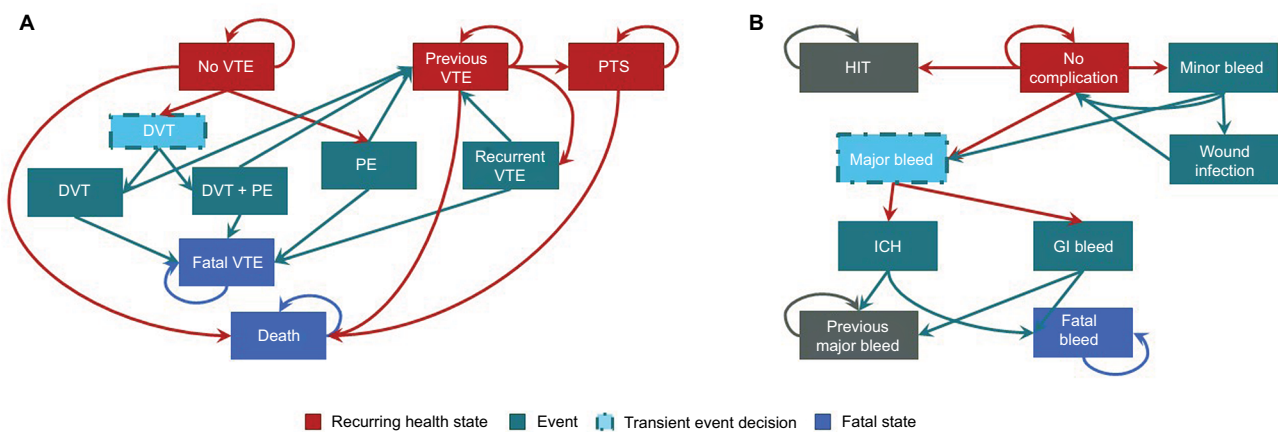 A
No VTE
Previous
VTE
PTS
DVT
DVT
DVT + PE
PE
Recurrent
VTE
Fatal VTE
Death
B
HIT
No
complication
Minor bleed
Major bleed
Wound
infection
ICH
GI bleed
Previous
major bleed
Fatal
bleed
Recurring health state
Event
Transient event decision
Fatal state